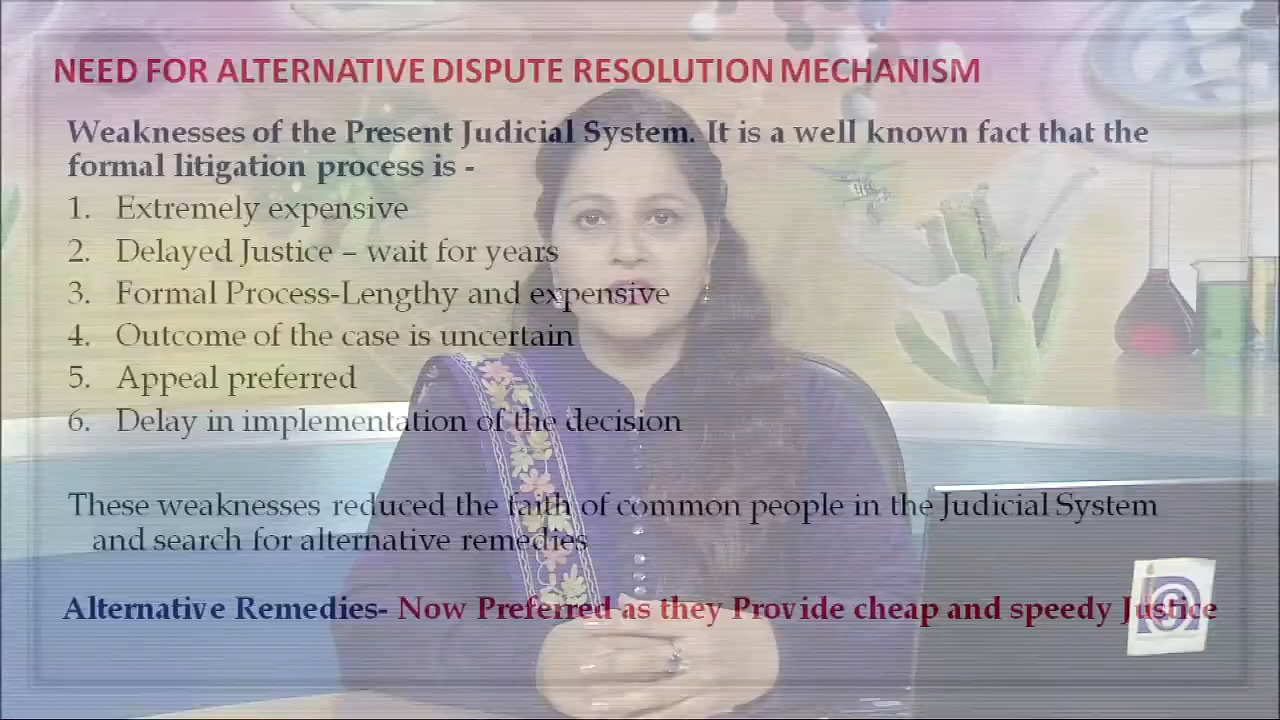 NEED FOR ALTERNATIVE DISPUTE RESOLUTION MECHANISM
Weaknesses of the Present Judicial System. It is a well known fact that the
formal litigation process is -
1. Extremely expensive
2. Delayed Justice – wait for years
3. Formal Process-Lengthy and expensive
4. Outcome of the case is uncertain
5. Appeal preferred
6. Delay in implementation of the decision
These weaknesses reduced the faith of common people in the Judicial System
and search for alternative remedies
Alternative Remedies- Now Preferred as they Provide cheap and speedy Justice